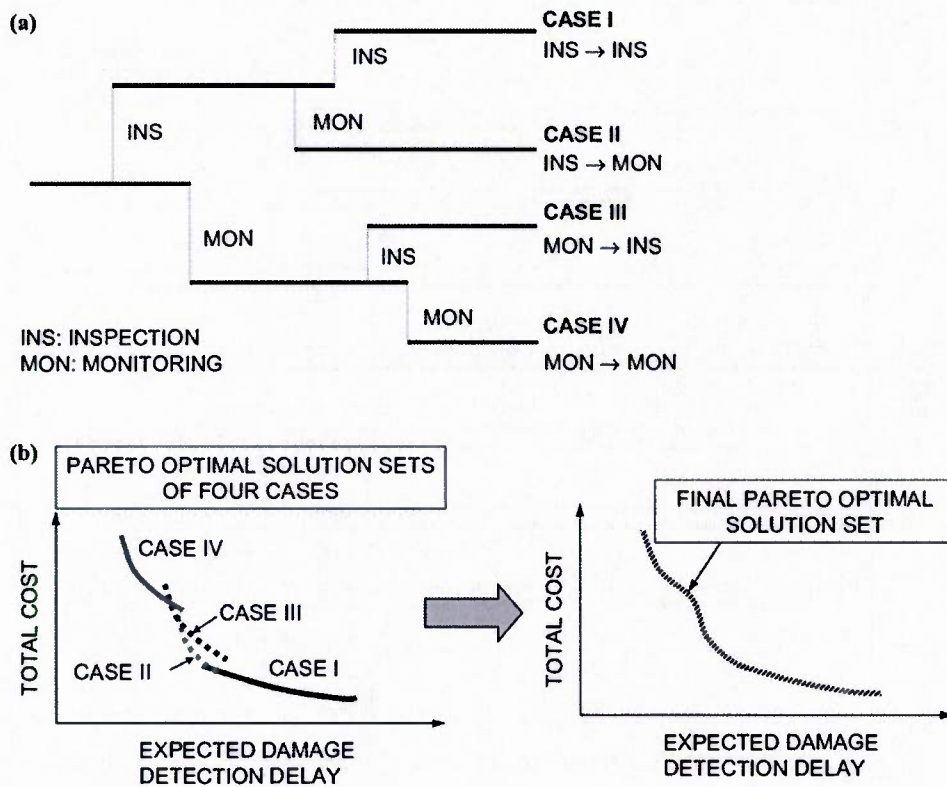 (a)
CASE I
INS → INS
INS
INS
MON
CASE II
INS → MON
CASE III
MON → INS
MON
INS
MON
CASE IV
MON → MON
INS: INSPECTION
MON: MONITORING
(b)
PARETO OPTIMAL SOLUTION SETS
OF FOUR CASES
TOTAL COST
CASE IV
CASE III
CASE II
CASE I
EXPECTED DAMAGE
DETECTION DELAY
FINAL PARETO OPTIMAL
SOLUTION SET
TOTAL COST
EXPECTED DAMAGE
DETECTION DELAY